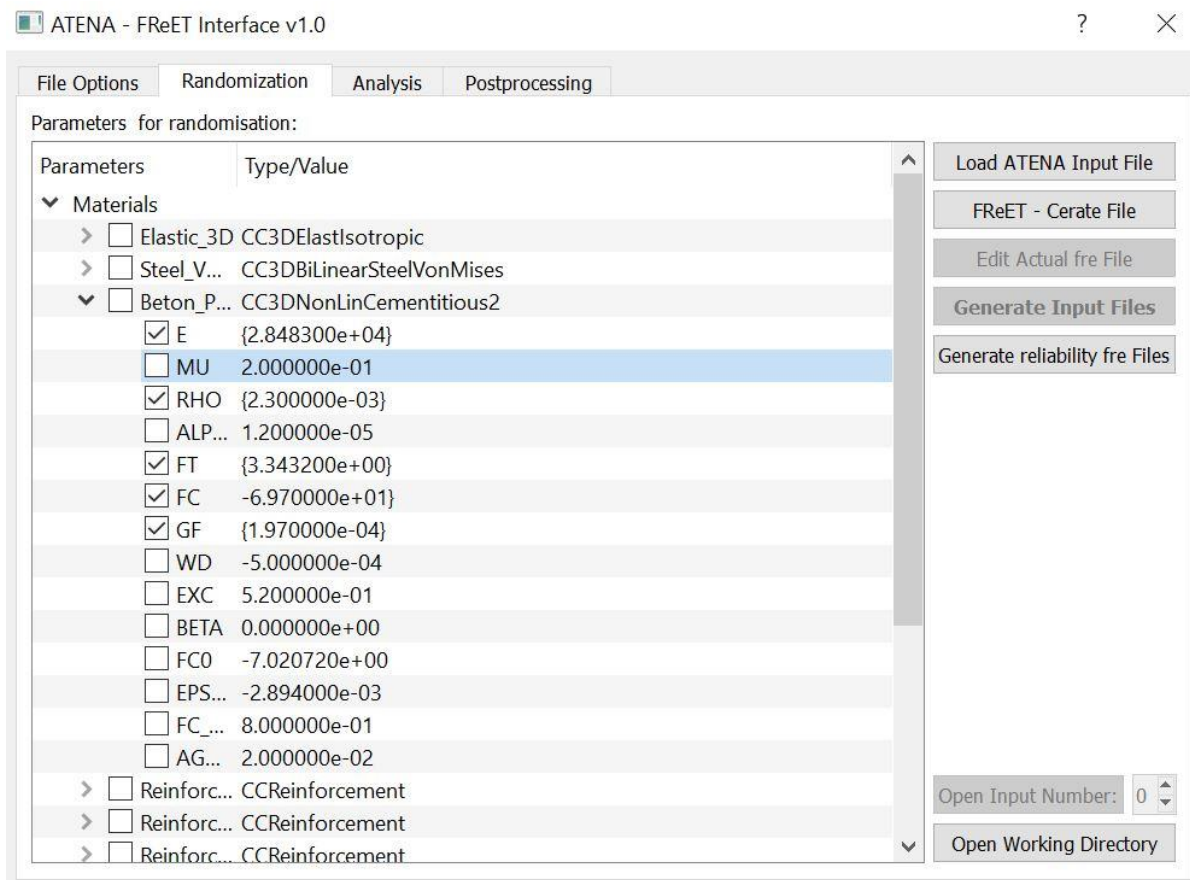 ATENA - FReET Interface v1.0 ?
File Options Randomization Analysis Postprocessing
Parameters for randomisation:
Parameters Type/Value
Materials
Elastic_3D CC3DElastIsotropic
Steel_V... CC3DBiLinearSteelVonMises
Beton_P... CC3DNonLinCementitious2
E {2.848300e+04}
MU 2.000000e-01
RHO {2.300000e-03}
ALP... 1.200000e-05
FT {3.343200e+00}
FC -6.970000e+01}
GF {1.970000e-04}
WD -5.000000e-04
EXC 5.200000e-01
BETA 0.000000e+00
FC0 -7.020720e+00
EPS... -2.894000e-03
FC_... 8.000000e-01
AG... 2.000000e-02
Reinforc... CCReinforcement
Reinforc... CCReinforcement
Reinforc... CCReinforcement
Load ATENA Input File
FReET - Cerate File
Edit Actual fre File
Generate Input Files
Generate reliability fre Files
Open Input Number: 0
Open Working Directory